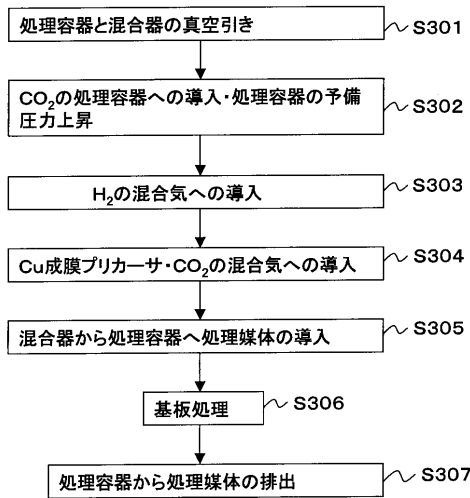 処理容器と混合器の真空引き S301
CO₂の処理容器への導入・処理容器の予備
圧力上昇 S302
H₂の混合気への導入 S303
Cu成膜プリカーサ・CO₂の混合気への導入 S304
混合器から処理容器へ処理媒体の導入 S305
基板処理 S306
処理容器から処理媒体の排出 S307